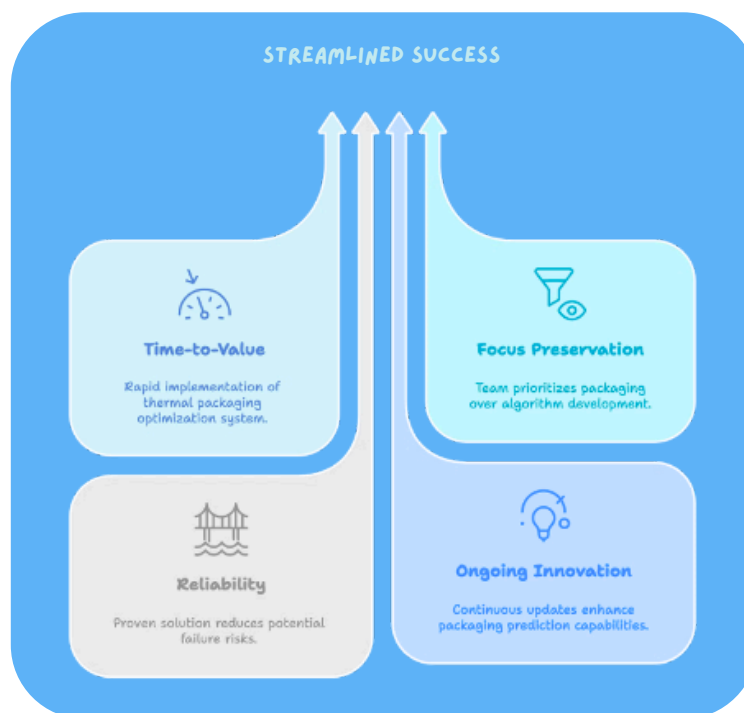 STREAMLINED SUCCESS
Time-to-Value
Rapid implementation of
thermal packaging
optimization system.
Focus Preservation
Team prioritizes packaging
over algorithm development.
Reliability
Proven solution reduces potential
failure risks.
Ongoing Innovation
Continuous updates enhance
packaging prediction capabilities.